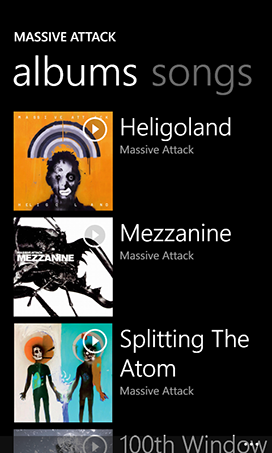 MASSIVE ATTACK
albums songs
Heligoland
Massive Attack
MEZZANINE
Mezzanine
Massive Attack
Splitting The
Atom
Massive Attack
100th Window